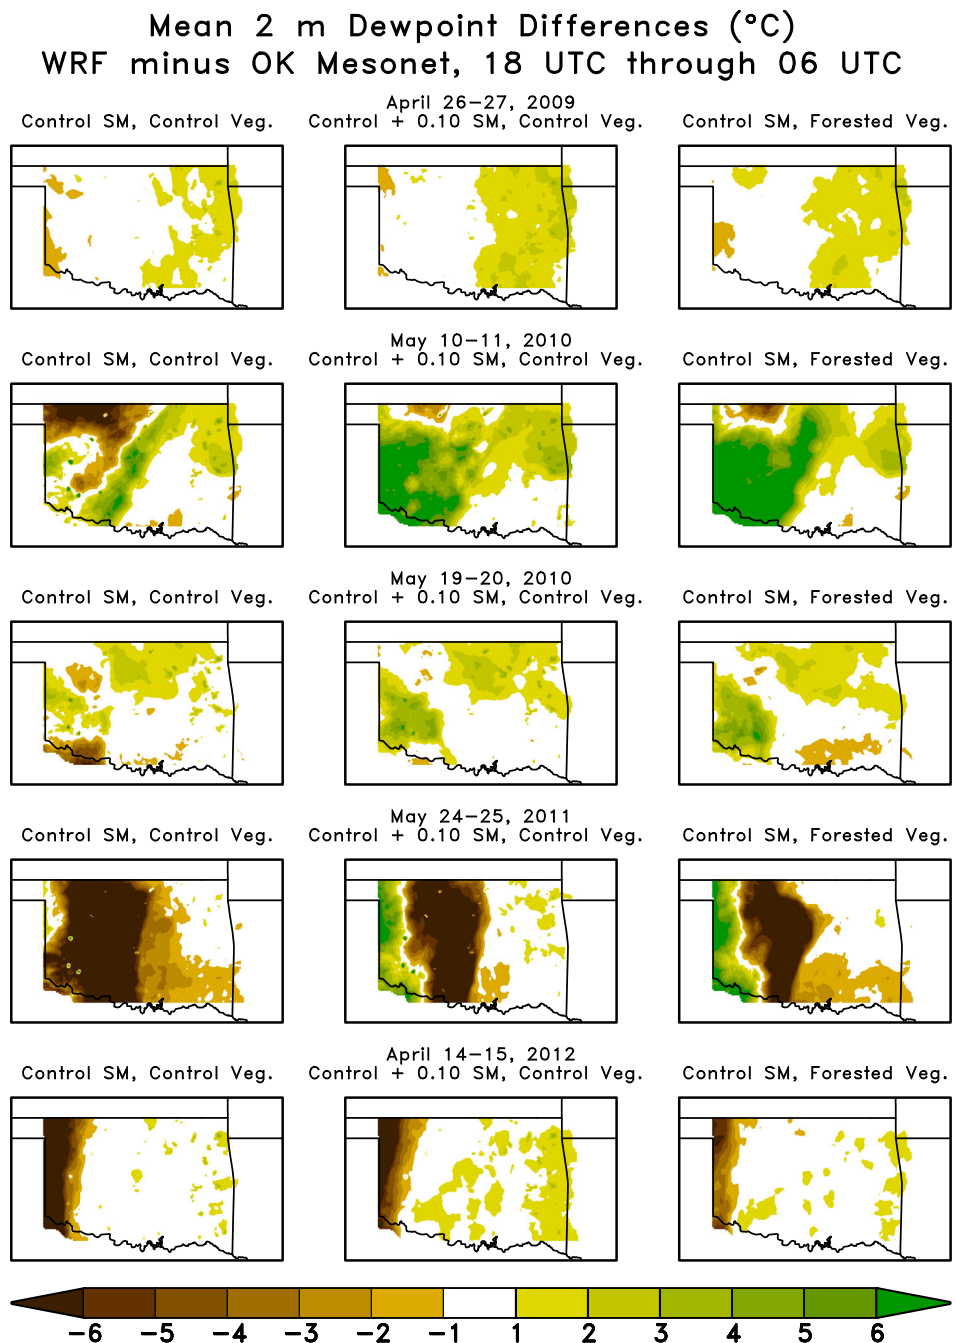 Mean 2 m Dewpoint Differences (°C)
WRF minus OK Mesonet, 18 UTC through 06 UTC
April 26−27, 2009
Control SM, Control Veg. Control + 0.10 SM, Control Veg. Control SM, Forested Veg.
May 10−11, 2010
Control SM, Control Veg. Control + 0.10 SM, Control Veg. Control SM, Forested Veg.
May 19−20, 2010
Control SM, Control Veg. Control + 0.10 SM, Control Veg. Control SM, Forested Veg.
May 24−25, 2011
Control SM, Control Veg. Control + 0.10 SM, Control Veg. Control SM, Forested Veg.
April 14−15, 2012
Control SM, Control Veg. Control + 0.10 SM, Control Veg. Control SM, Forested Veg.
−6 −5 −4 −3 −2 −1 1 2 3 4 5 6